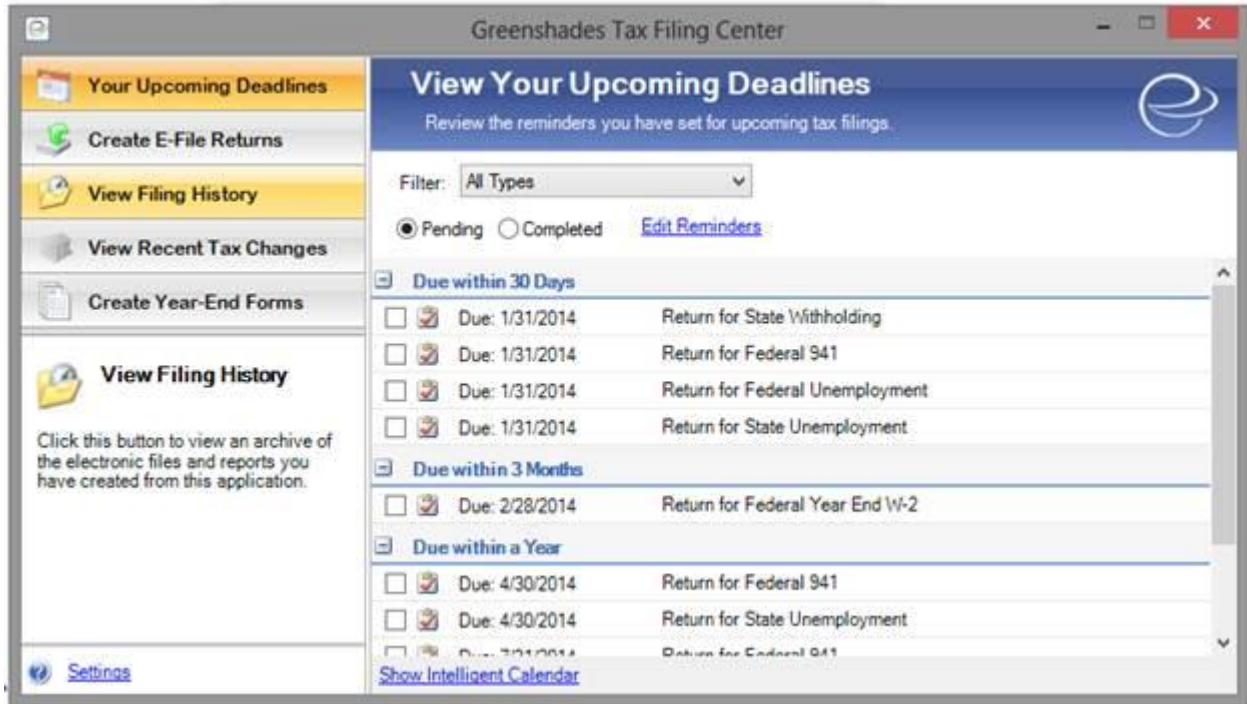 Greenshades Tax Filing Center
Your Upcoming Deadlines
Create E-File Returns
View Filing History
View Recent Tax Changes
Create Year-End Forms
View Filing History
Click this button to view an archive of
the electronic files and reports you
have created from this application.
Settings
View Your Upcoming Deadlines
Review the reminders you have set for upcoming tax filings.
Filter: All Types
Pending Completed Edit Reminders
Due within 30 Days
Due: 1/31/2014 Return for State Withholding
Due: 1/31/2014 Return for Federal 941
Due: 1/31/2014 Return for Federal Unemployment
Due: 1/31/2014 Return for State Unemployment
Due within 3 Months
Due: 2/28/2014 Return for Federal Year End W-2
Due within a Year
Due: 4/30/2014 Return for Federal 941
Due: 4/30/2014 Return for State Unemployment
Return for Federal 941
Show Intelligent Calendar